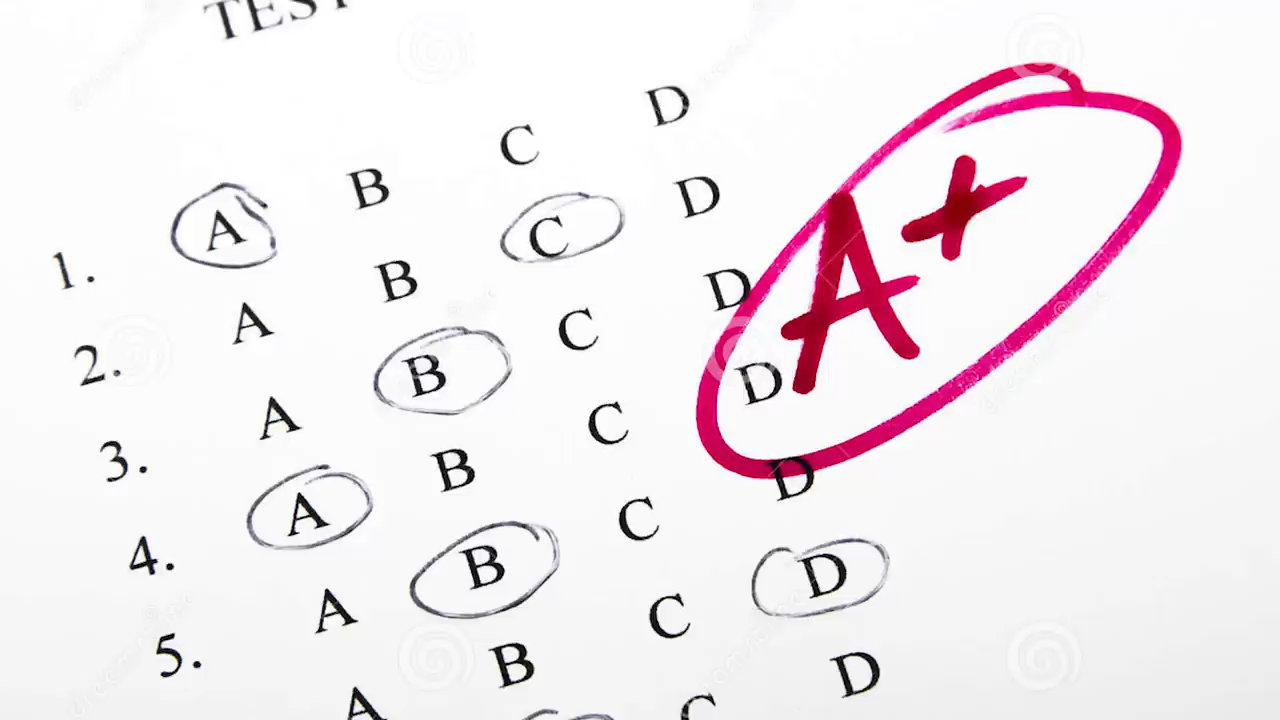 TEST
1. A B C D
2. A B C D
3. A B C D
4. A B C D
5. A B C D
A B C D
C D
A+